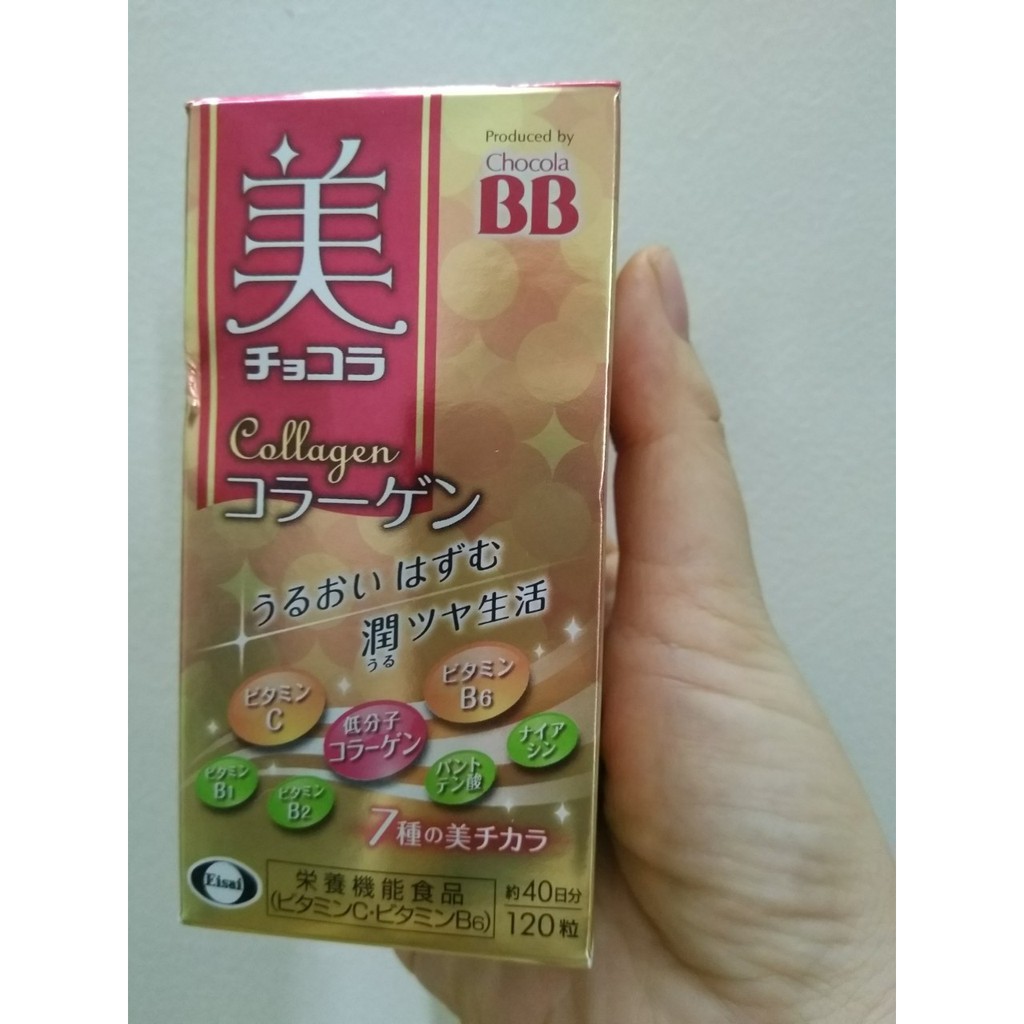 Produced by
Chocola
BB
美
チョコラ
Collagen
コラーゲン
うるおい はずむ
潤ツヤ生活
うる
ビタミン
C
ビタミン
B6
低分子
コラーゲン
ナイア
シン
パント
テン酸
ビタミン
B1
ビタミン
B2
7種の美チカラ
Eisai
栄養機能食品
(ビタミンC・ビタミンB6)
約40日分
120粒